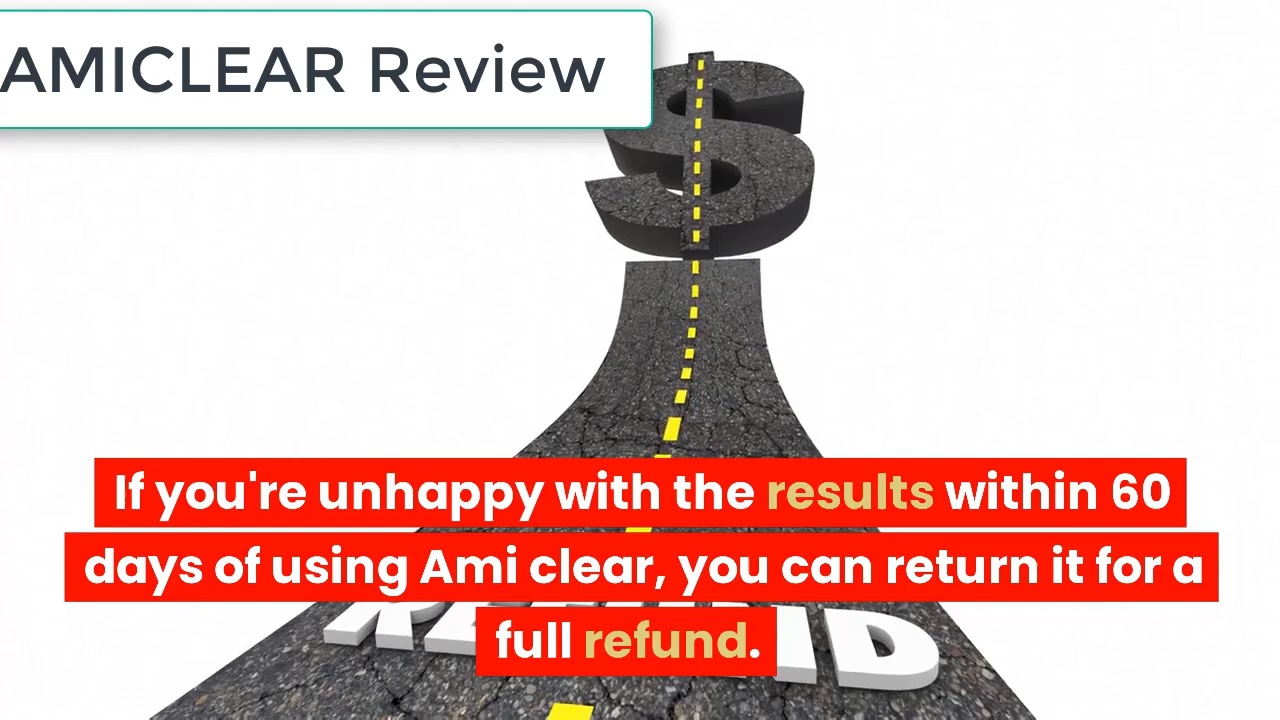 AMICLEAR Review
If you're unhappy with the results within 60
days of using Ami clear, you can return it for a
full refund.